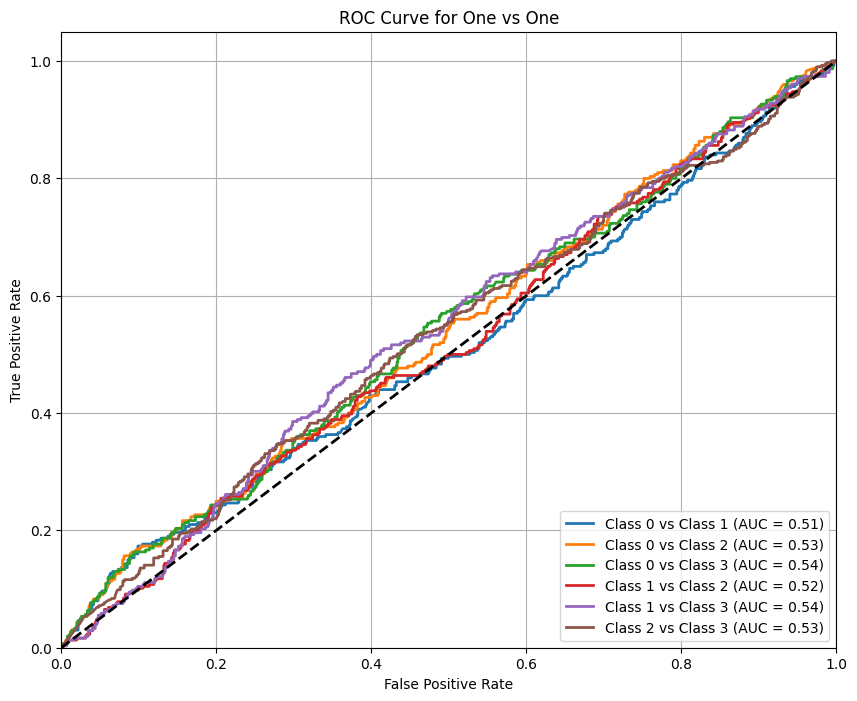 ROC Curve for One vs One
True Positive Rate
1.0
0.8
0.6
0.4
0.2
0.0
0.0 0.2 0.4 0.6 0.8 1.0
False Positive Rate
Class 0 vs Class 1 (AUC = 0.51)
Class 0 vs Class 2 (AUC = 0.53)
Class 0 vs Class 3 (AUC = 0.54)
Class 1 vs Class 2 (AUC = 0.52)
Class 1 vs Class 3 (AUC = 0.54)
Class 2 vs Class 3 (AUC = 0.53)